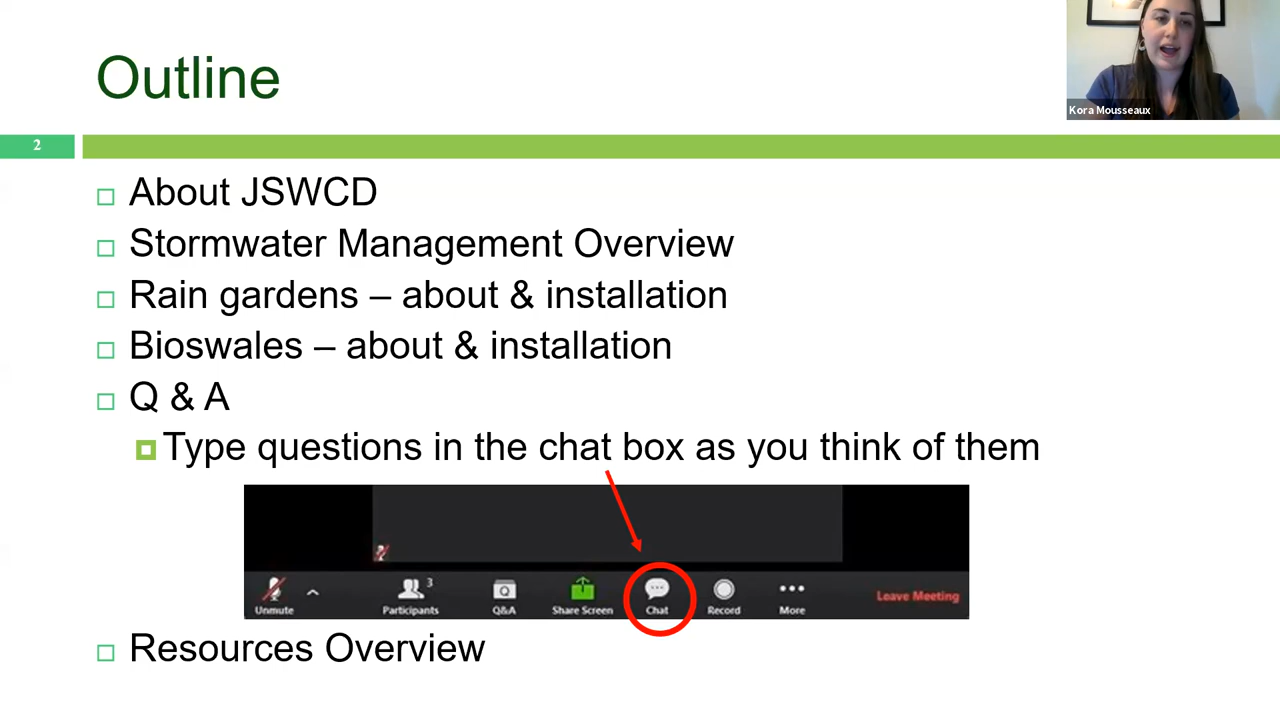 Outline
Kora Mousseaux
2
About JSWCD
Stormwater Management Overview
Rain gardens – about & installation
Bioswales – about & installation
Q & A
Type questions in the chat box as you think of them
3
Unmute Participants Q&A Share Screen Chat Record More Leave Meeting
Resources Overview